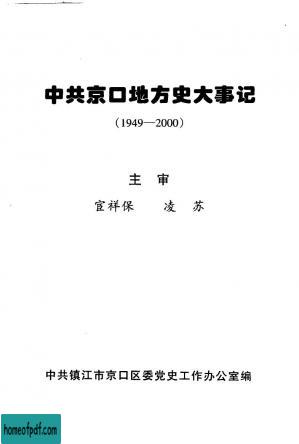 中共京口地方史大事记
(1949—2000)
主 审
宦祥保 凌 苏
中共镇江市京口区委党史工作办公室编
homeofpdf.com